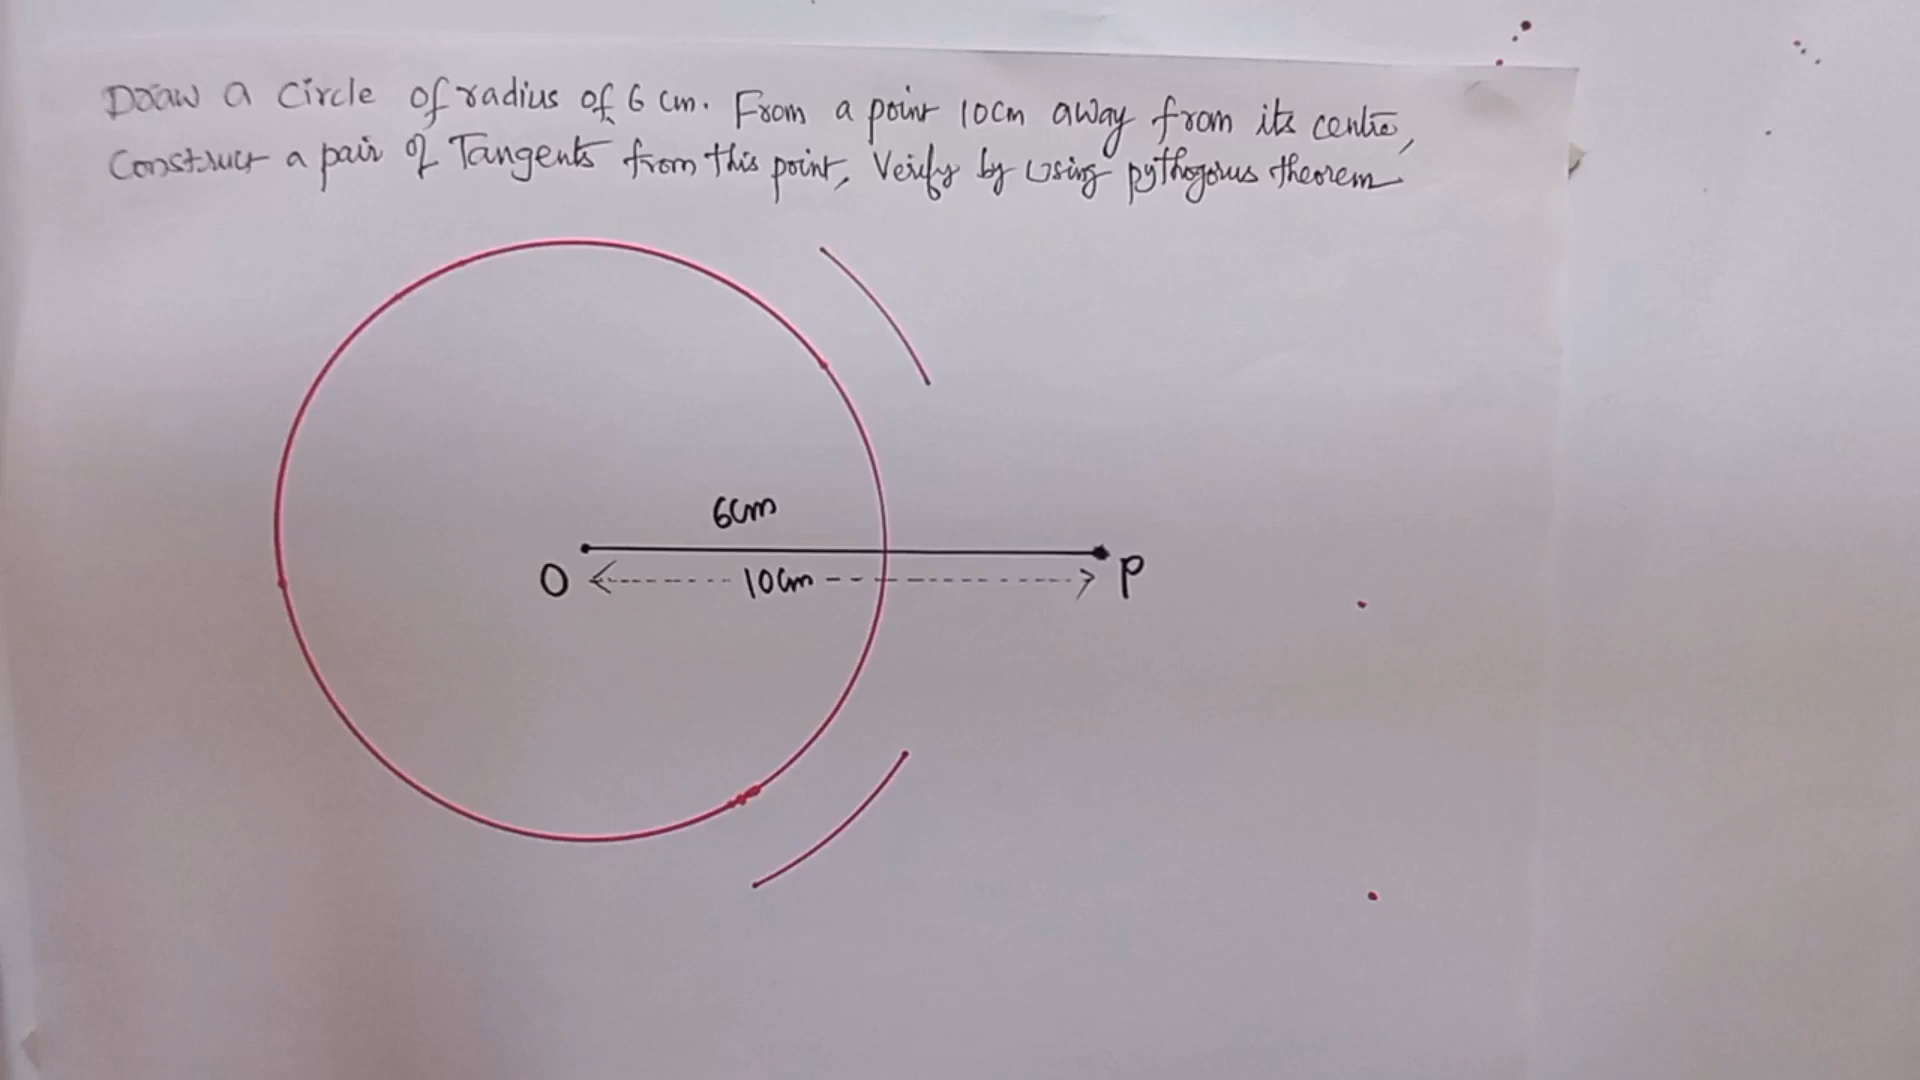 Draw a circle of radius of 6 cm. From a point 10cm away from its centre,
Construct a pair of Tangents from this point, Verify by Using pythogorus theorem.
6cm
O 10cm P